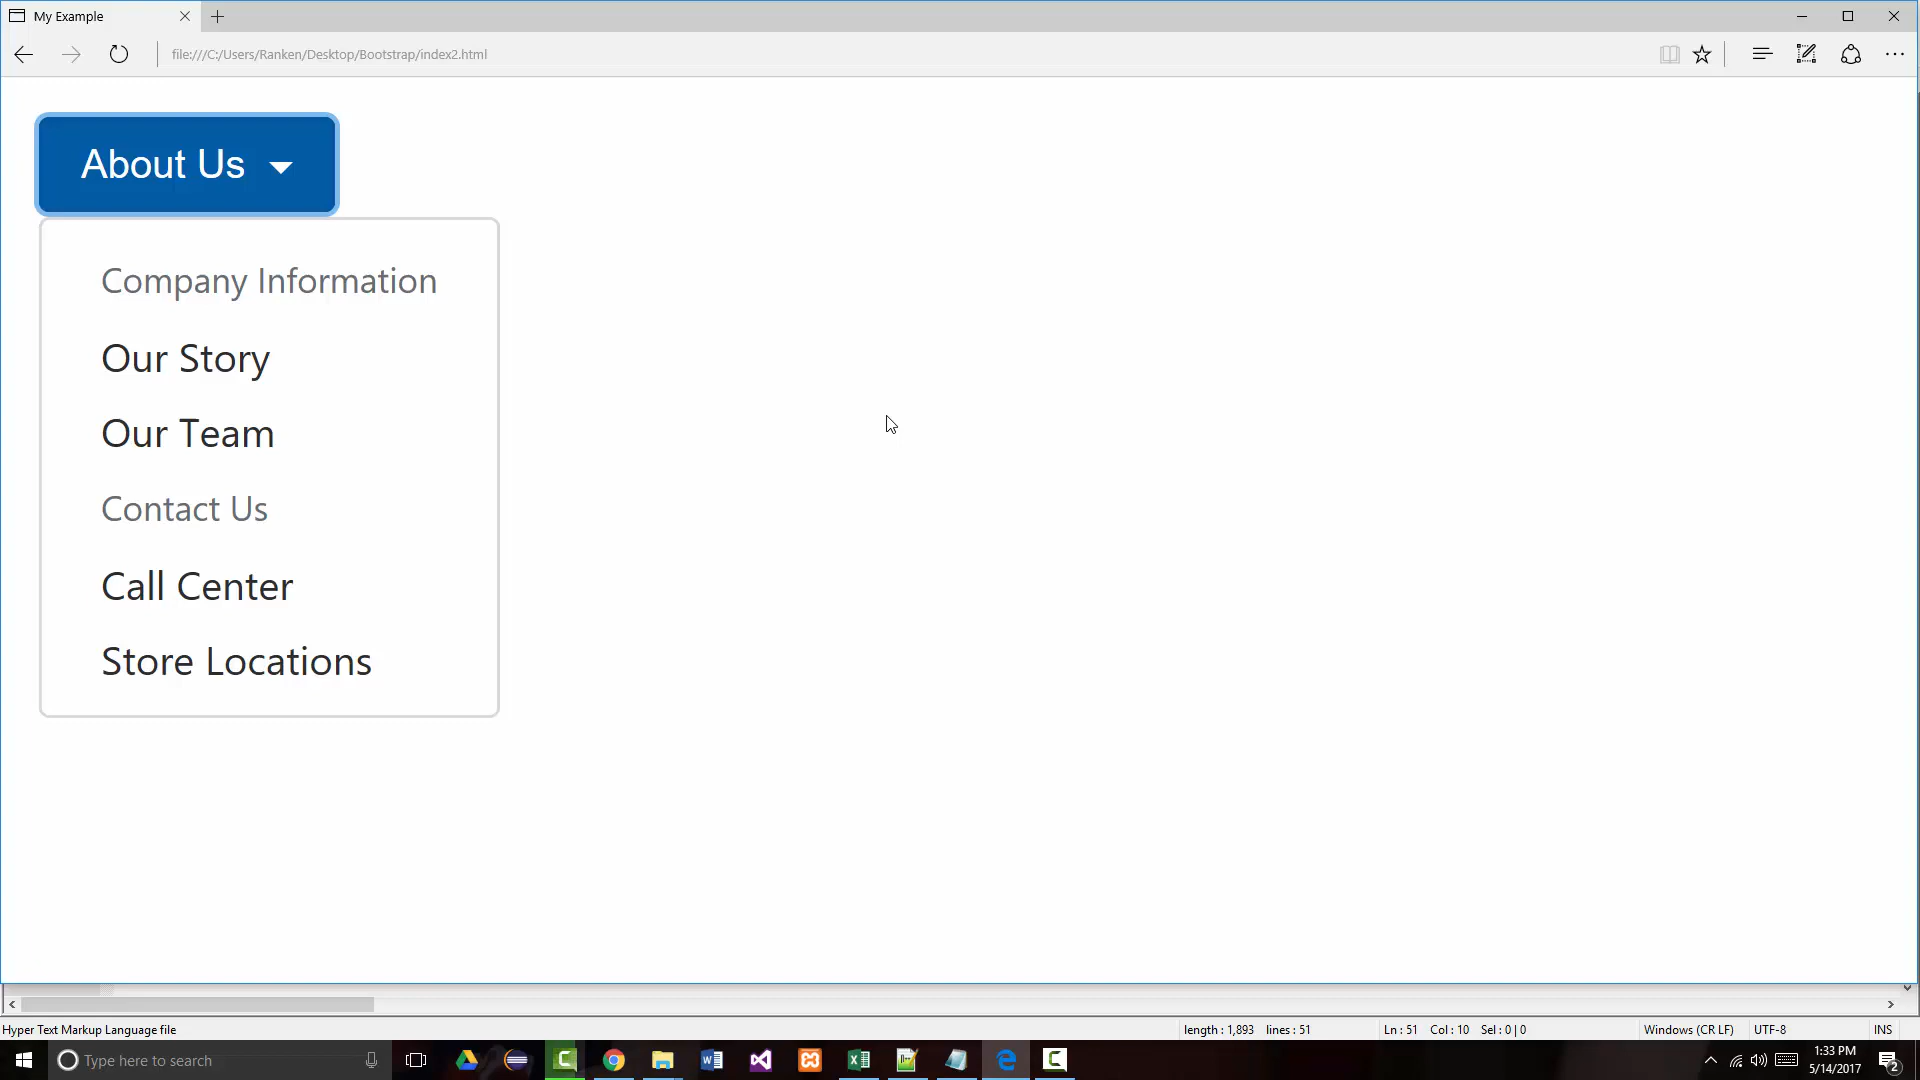 My Example
file:///C:/Users/Ranken/Desktop/Bootstrap/index2.html
About Us
Company Information
Our Story
Our Team
Contact Us
Call Center
Store Locations
Hyper Text Markup Language file
length : 1,893 lines : 51
Ln : 51 Col : 10 Sel : 0 | 0
Windows (CR LF)
UTF-8
INS
Type here to search
1:33 PM
5/14/2017
2